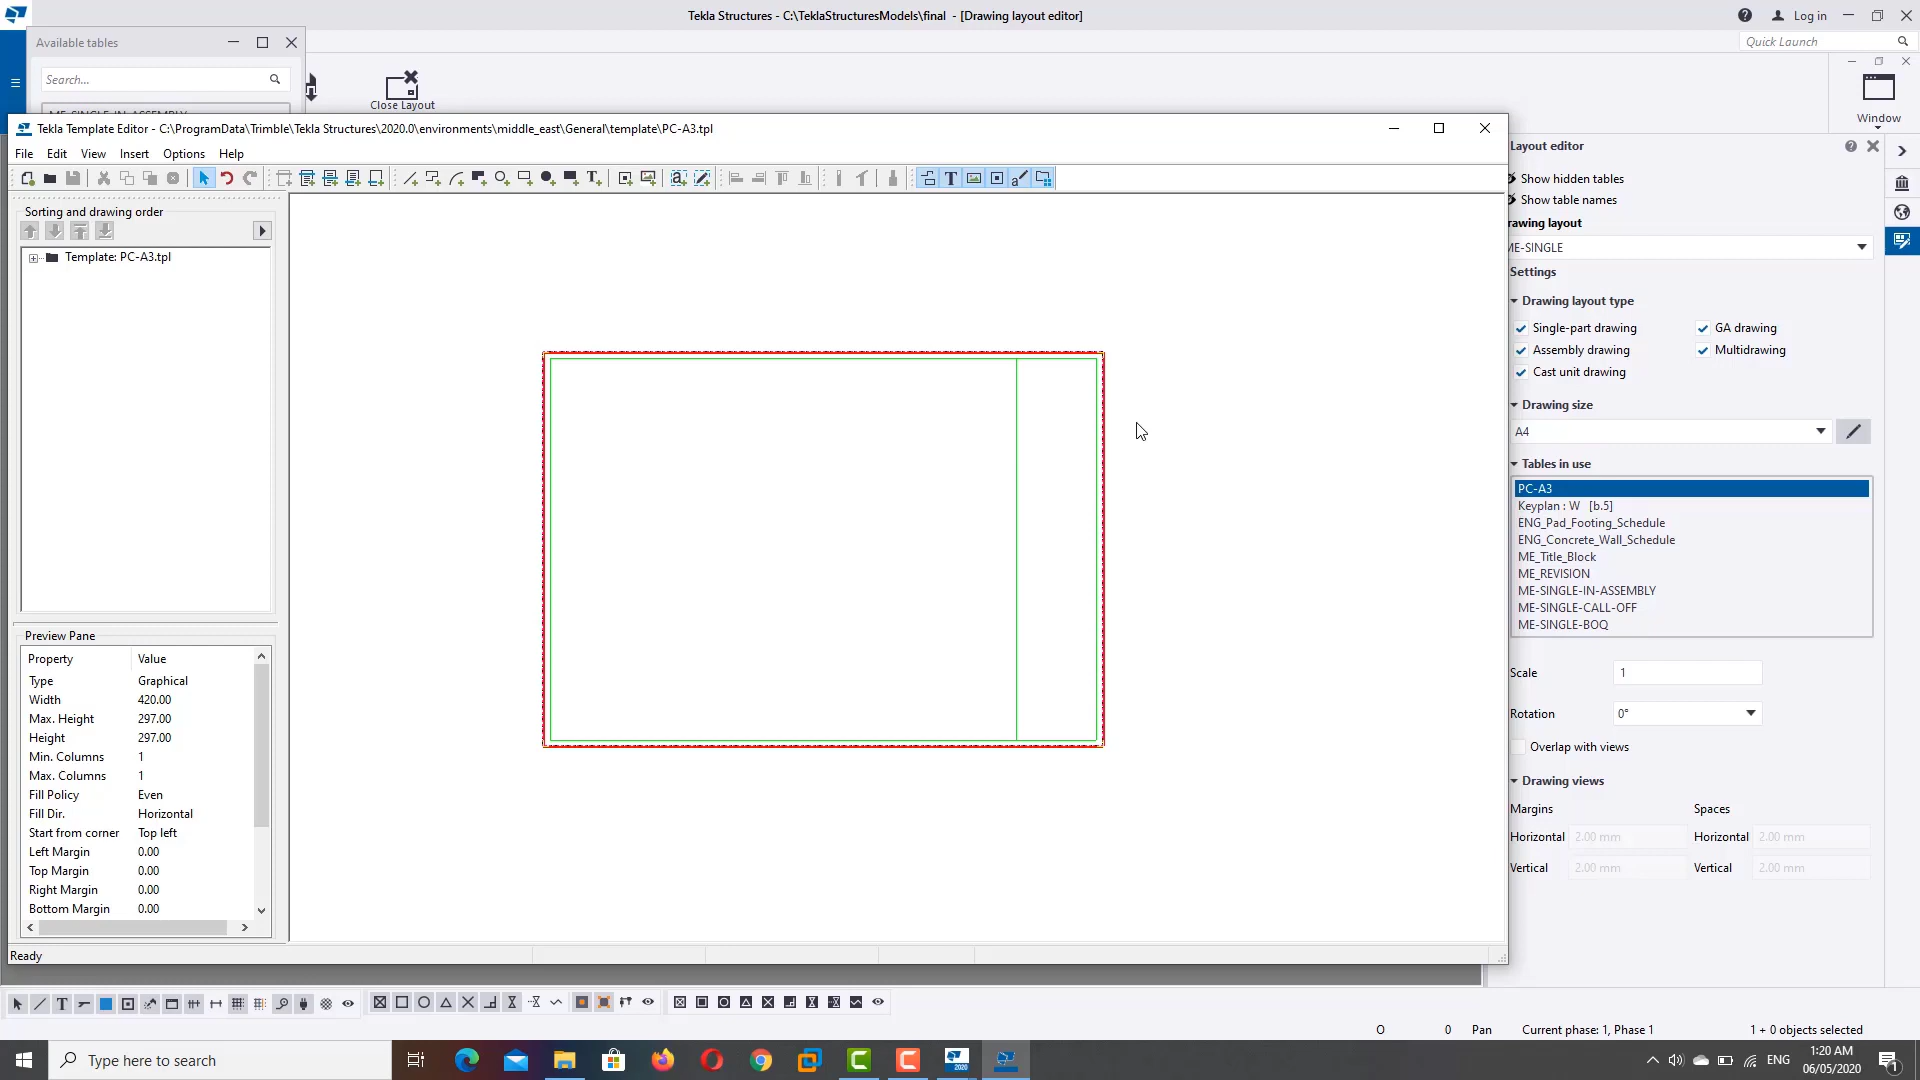 Tekla Structures - C:\TeklaStructuresModels\final - [Drawing layout editor]
Log in
Available tables
Quick Launch
Search...
Close Layout
Window
Tekla Template Editor - C:\ProgramData\Trimble\Tekla Structures\2020.0\environments\middle_east\General\template\PC-A3.tpl
File Edit View Insert Options Help
Sorting and drawing order
Template: PC-A3.tpl
Preview Pane
Property Value
Type Graphical
Width 420.00
Max. Height 297.00
Height 297.00
Min. Columns 1
Max. Columns 1
Fill Policy Even
Fill Dir. Horizontal
Start from corner Top left
Left Margin 0.00
Top Margin 0.00
Right Margin 0.00
Bottom Margin 0.00
Ready
Layout editor
Show hidden tables
Show table names
rawing layout
ME-SINGLE
Settings
Drawing layout type
Single-part drawing GA drawing
Assembly drawing Multidrawing
Cast unit drawing
Drawing size
A4
Tables in use
PC-A3
Keyplan : W [b.5]
ENG_Pad_Footing_Schedule
ENG_Concrete_Wall_Schedule
ME_Title_Block
ME_REVISION
ME-SINGLE-IN-ASSEMBLY
ME-SINGLE-CALL-OFF
ME-SINGLE-BOQ
Scale 1
Rotation 0°
Overlap with views
Drawing views
Margins Spaces
Horizontal 2.00 mm Horizontal 2.00 mm
Vertical 2.00 mm Vertical 2.00 mm
O 0 Pan Current phase: 1, Phase 1 1 + 0 objects selected
Type here to search
2020
ENG
1:20 AM
06/05/2020
1